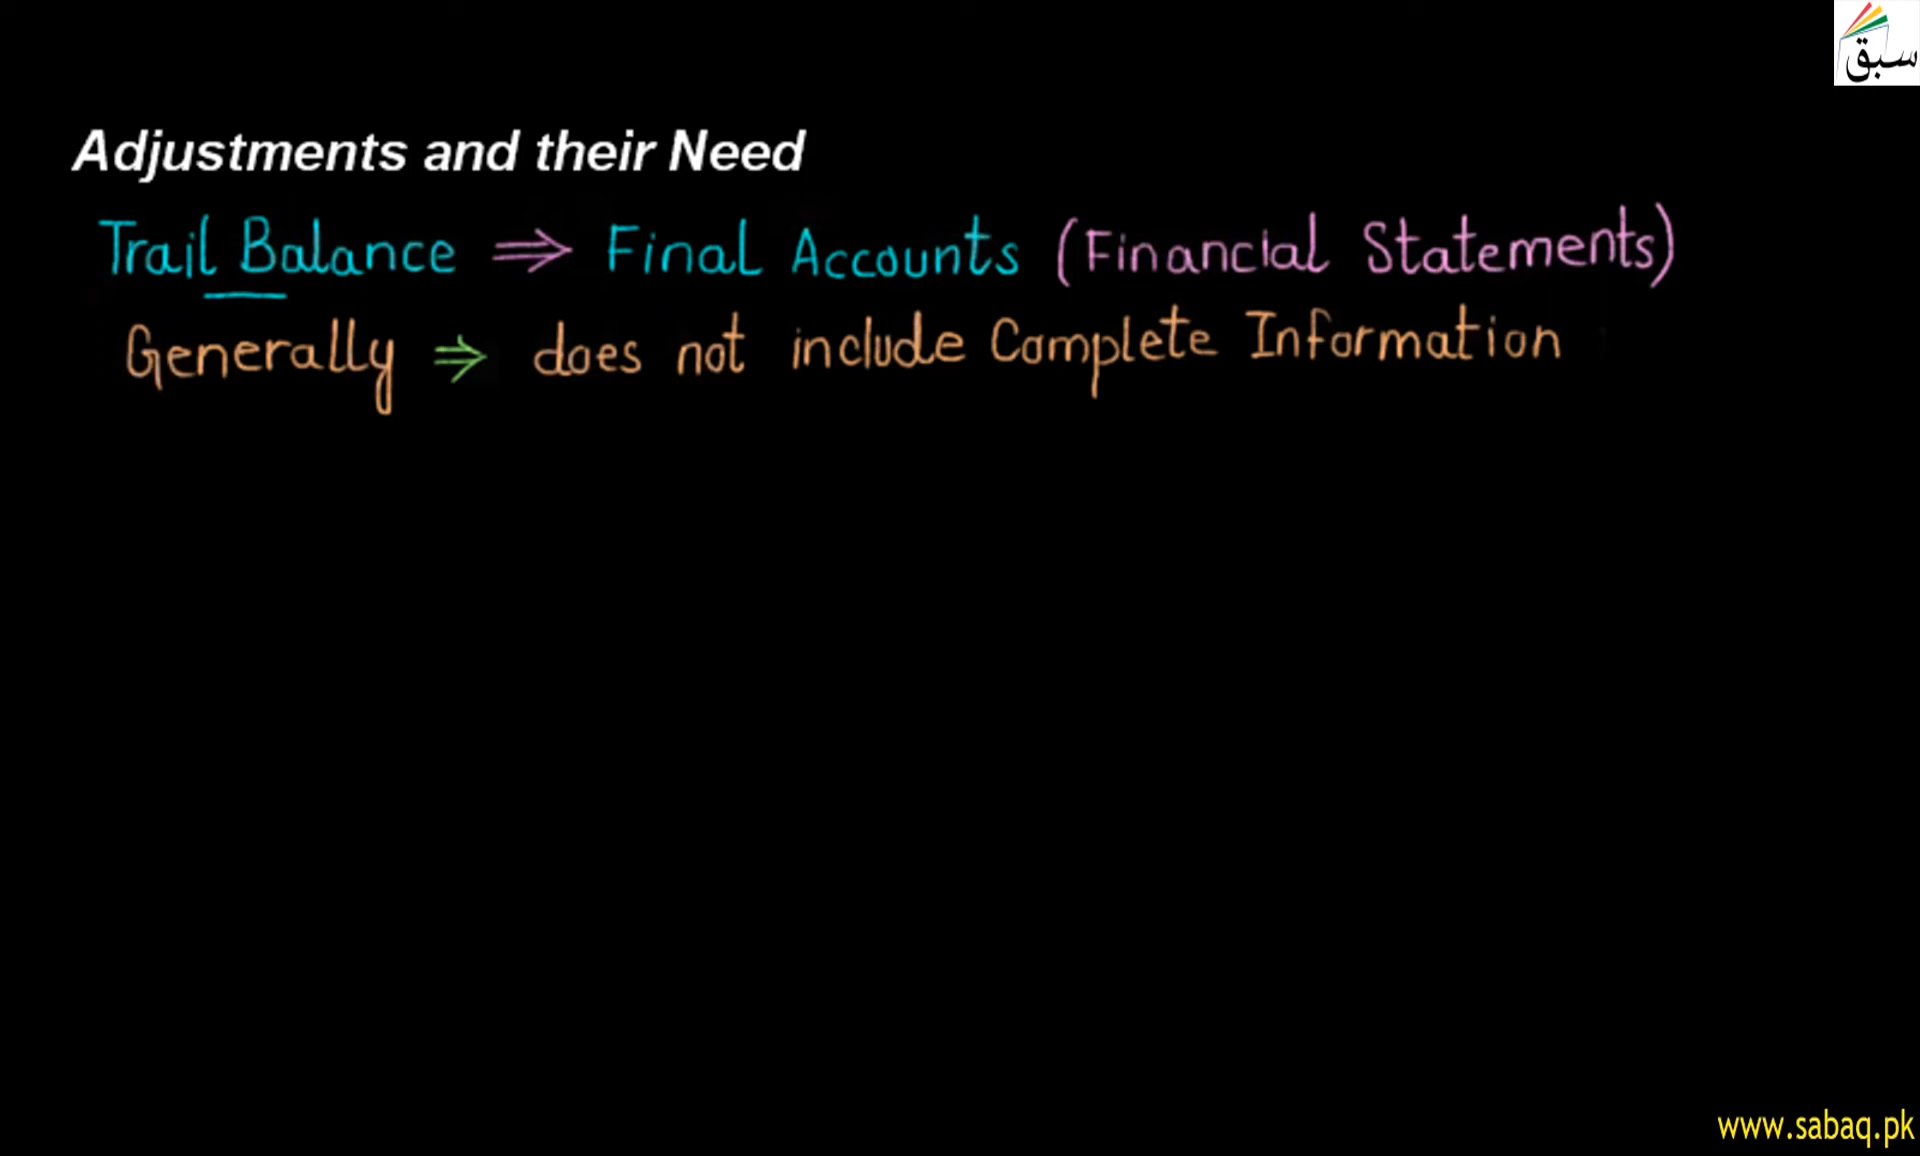 سبق
Adjustments and their Need
Trail Balance ⇒ Final Accounts (Financial Statements)
Generally ⇒ does not include Complete Information
www.sabaq.pk